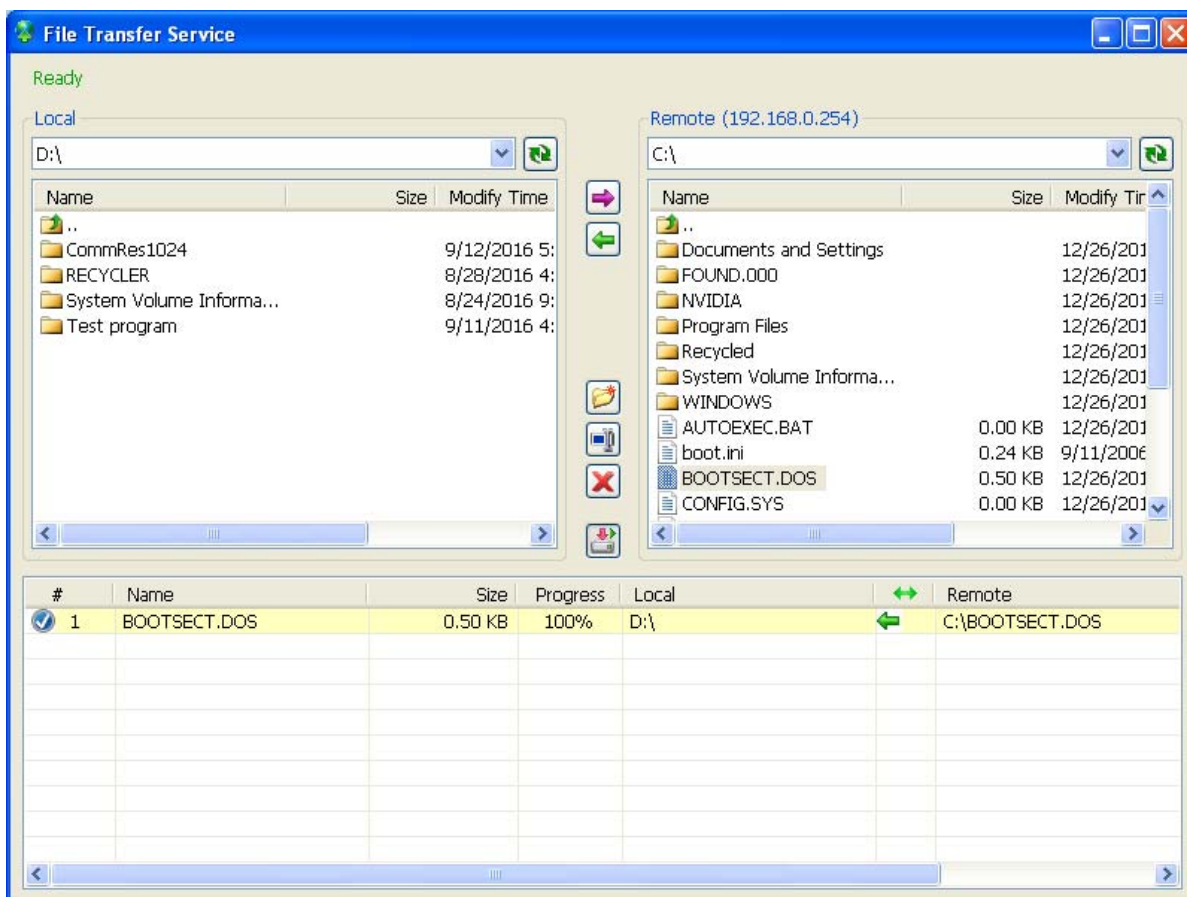 File Transfer Service
Ready
Local
D:\
Name Size Modify Time
..
CommRes1024 9/12/2016 5:
RECYCLER 8/28/2016 4:
System Volume Informa... 8/24/2016 9:
Test program 9/11/2016 4:
Remote (192.168.0.254)
C:\
Name Size Modify Tir
..
Documents and Settings 12/26/201
FOUND.000 12/26/201
NVIDIA 12/26/201
Program Files 12/26/201
Recycled 12/26/201
System Volume Informa... 12/26/201
WINDOWS 12/26/201
AUTOEXEC.BAT 0.00 KB 12/26/201
boot.ini 0.24 KB 9/11/2006
BOOTSECT.DOS 0.50 KB 12/26/201
CONFIG.SYS 0.00 KB 12/26/201
# Name Size Progress Local Remote
1 BOOTSECT.DOS 0.50 KB 100% D:\ C:\BOOTSECT.DOS